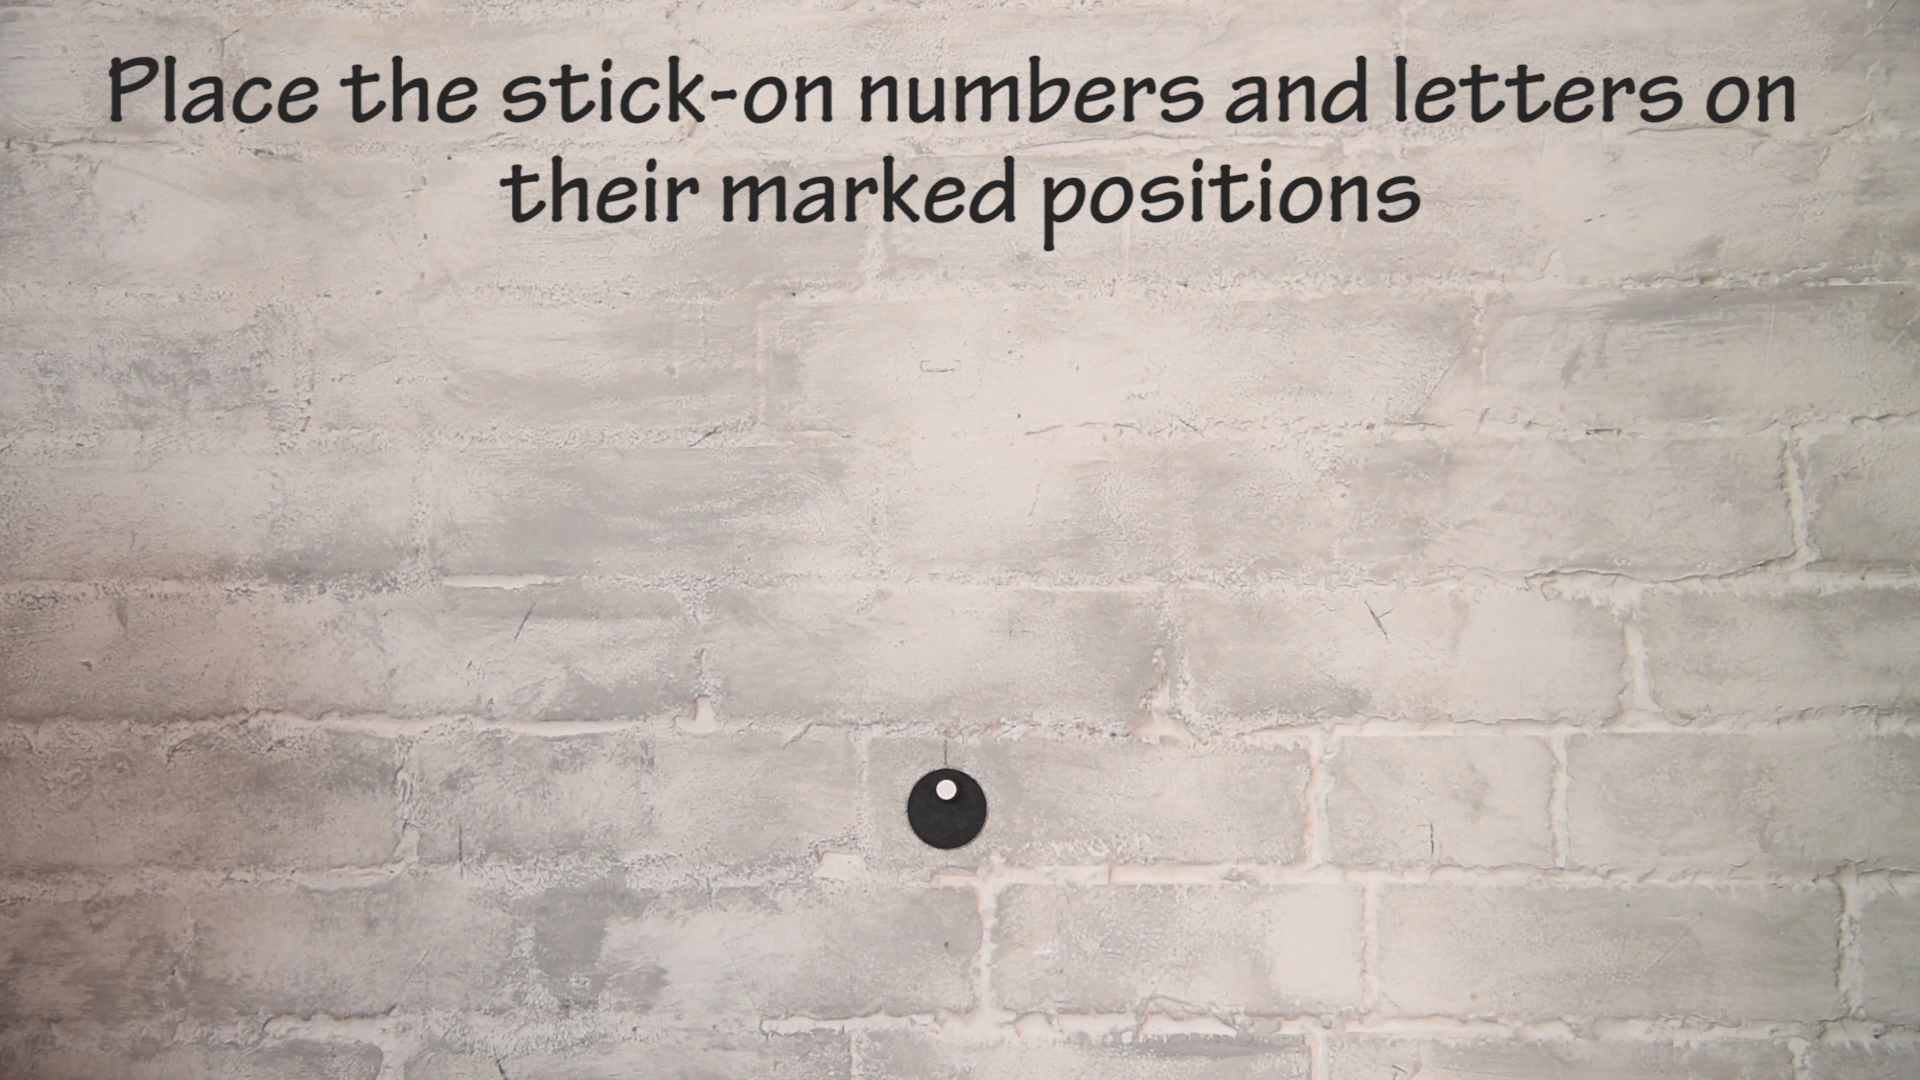 Place the stick-on numbers and letters on
their marked positions